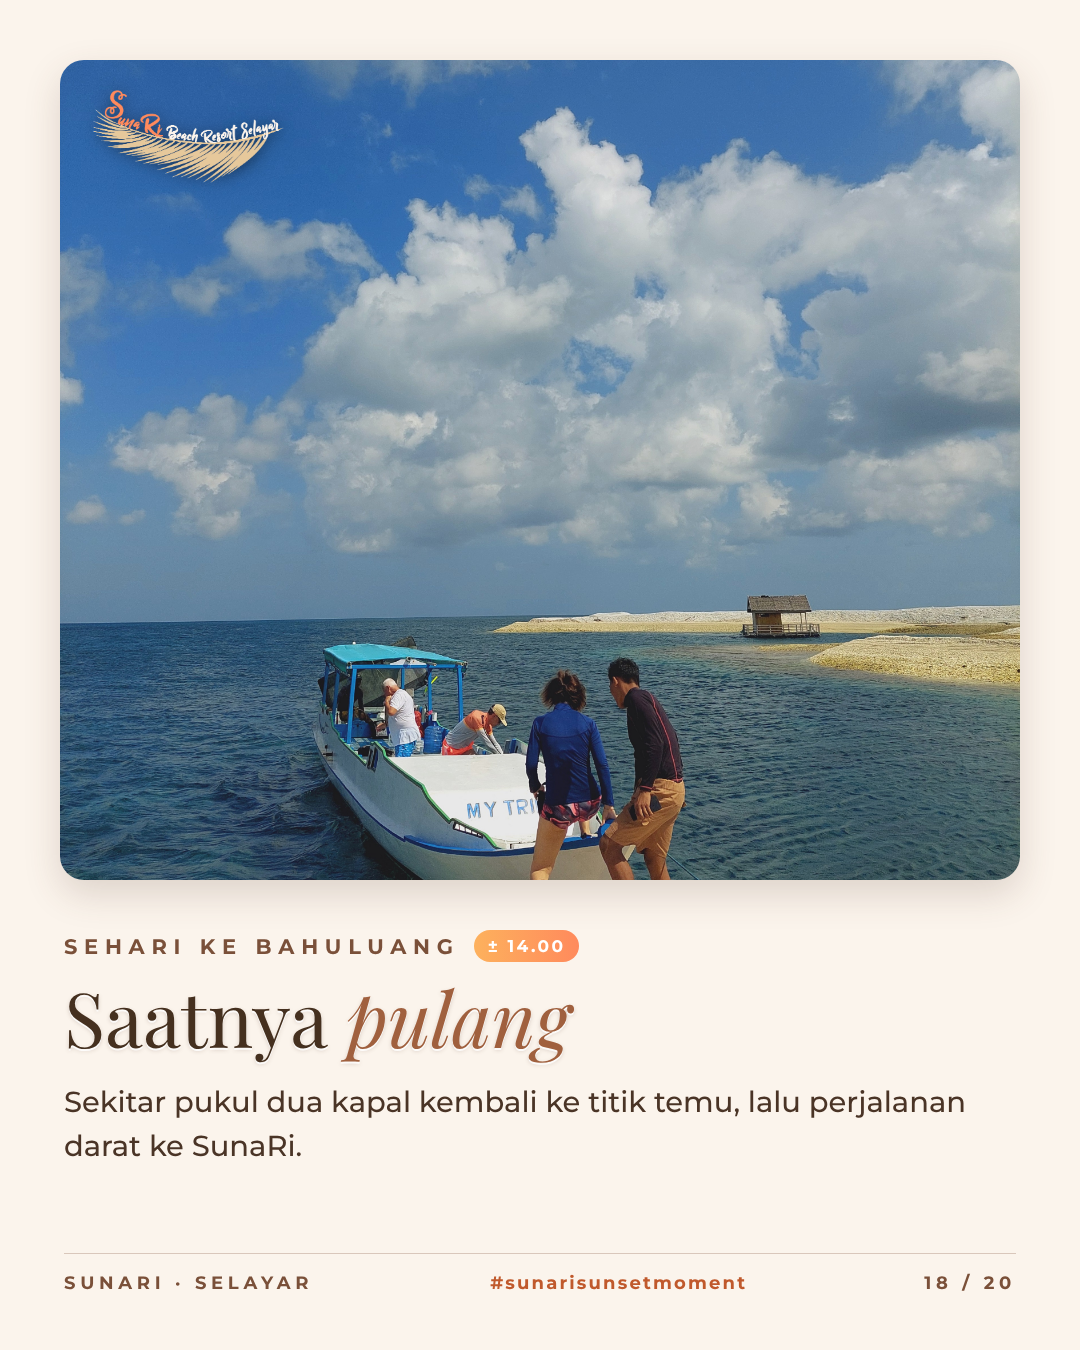 SunaRi Beach Resort Selayar
MY TRI
SEHARI KE BAHULUANG ± 14.00
Saatnya pulang
Sekitar pukul dua kapal kembali ke titik temu, lalu perjalanan
darat ke SunaRi.
SUNARI · SELAYAR #sunarisunsetmoment 18 / 20